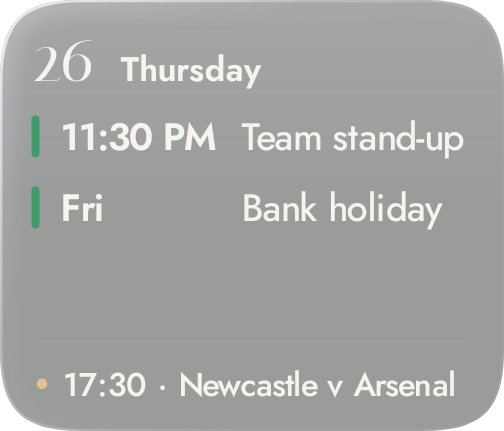 26 Thursday
11:30 PM Team stand-up
Fri Bank holiday
17:30 · Newcastle v Arsenal